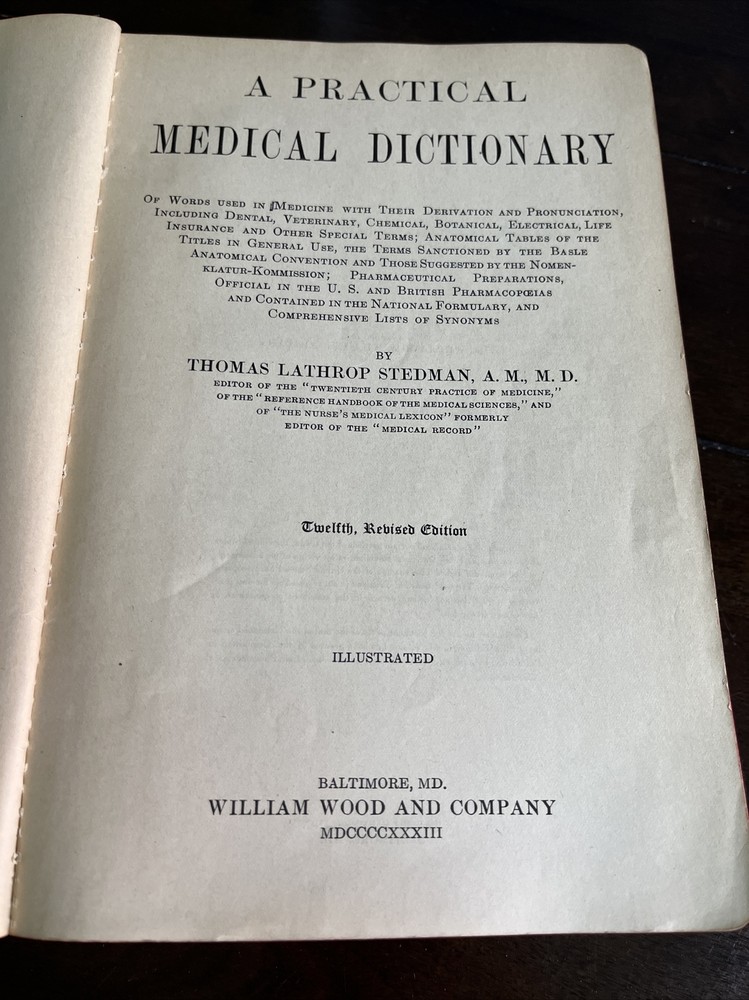 A PRACTICAL
MEDICAL DICTIONARY
OF WORDS USED IN MEDICINE WITH THEIR DERIVATION AND PRONUNCIATION,
INCLUDING DENTAL, VETERINARY, CHEMICAL, BOTANICAL, ELECTRICAL, LIFE
INSURANCE AND OTHER SPECIAL TERMS; ANATOMICAL TABLES OF THE
TITLES IN GENERAL USE, THE TERMS SANCTIONED BY THE BASLE
ANATOMICAL CONVENTION AND THOSE SUGGESTED BY THE NOMEN-
KLATUR-KOMMISSION; PHARMACEUTICAL PREPARATIONS,
OFFICIAL IN THE U. S. AND BRITISH PHARMACOPŒIAS
AND CONTAINED IN THE NATIONAL FORMULARY, AND
COMPREHENSIVE LISTS OF SYNONYMS
BY
THOMAS LATHROP STEDMAN, A. M., M. D.
EDITOR OF THE "TWENTIETH CENTURY PRACTICE OF MEDICINE,"
OF THE "REFERENCE HANDBOOK OF THE MEDICAL SCIENCES," AND
OF "THE NURSE'S MEDICAL LEXICON" FORMERLY
EDITOR OF THE "MEDICAL RECORD"
Twelfth, Revised Edition
ILLUSTRATED
BALTIMORE, MD.
WILLIAM WOOD AND COMPANY
MDCCCCXXXIII